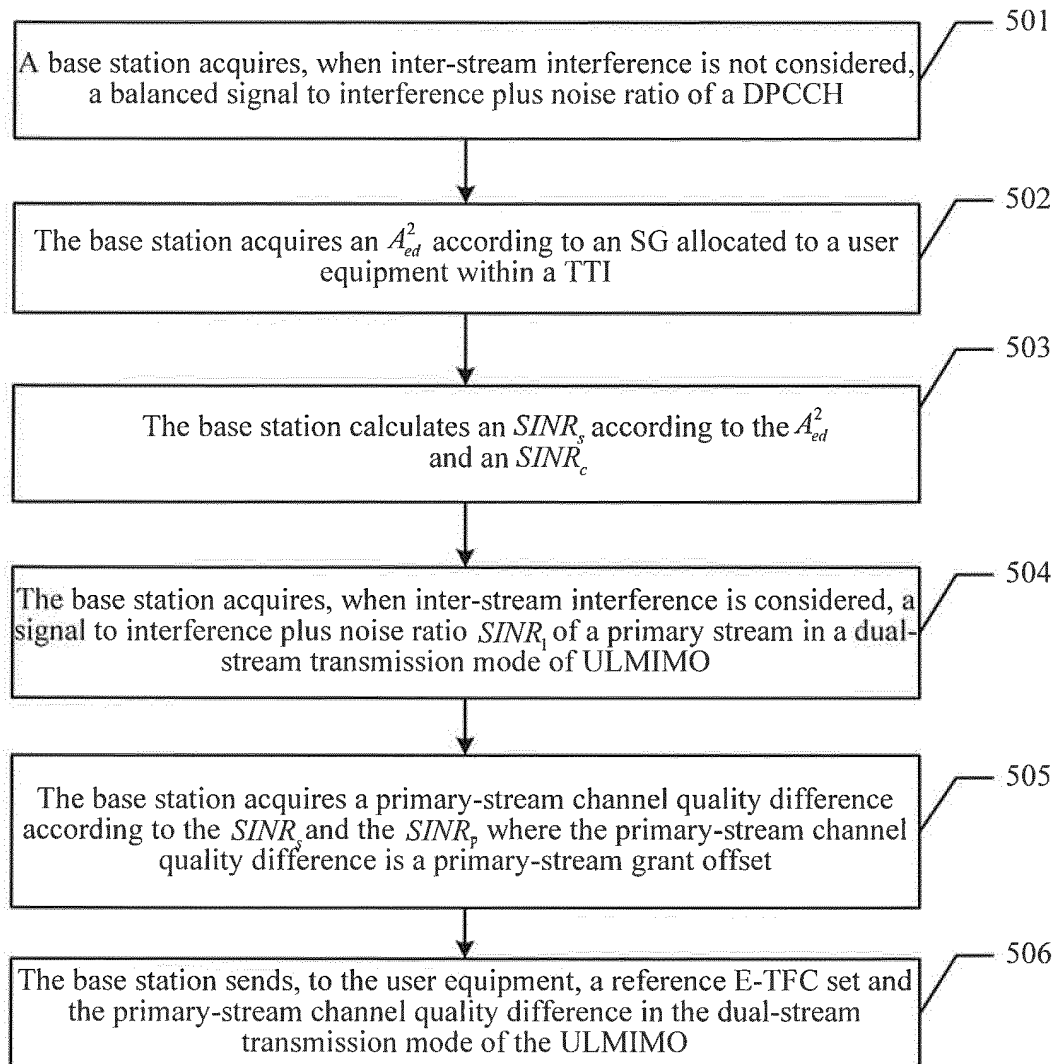 501
A base station acquires, when inter-stream interference is not considered,
a balanced signal to interference plus noise ratio of a DPCCH
502
The base station acquires an A²ed according to an SG allocated to a user
equipment within a TTI
503
The base station calculates an SINRs according to the A²ed
and an SINRc
504
The base station acquires, when inter-stream interference is considered, a
signal to interference plus noise ratio SINR1 of a primary stream in a dual-
stream transmission mode of ULMIMO
505
The base station acquires a primary-stream channel quality difference
according to the SINRs and the SINRp where the primary-stream channel
quality difference is a primary-stream grant offset
506
The base station sends, to the user equipment, a reference E-TFC set and
the primary-stream channel quality difference in the dual-stream
transmission mode of the ULMIMO